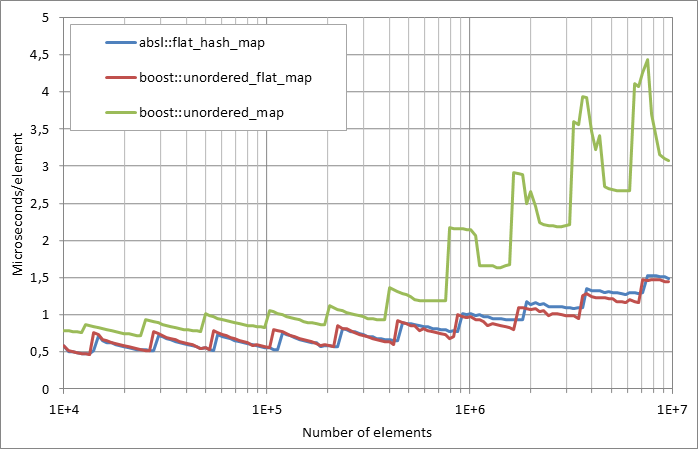 5
4,5
4
3,5
3
2,5
2
1,5
1
0,5
0
Microseconds/element
absl::flat_hash_map
boost::unordered_flat_map
boost::unordered_map
1E+4
1E+5
1E+6
1E+7
Number of elements